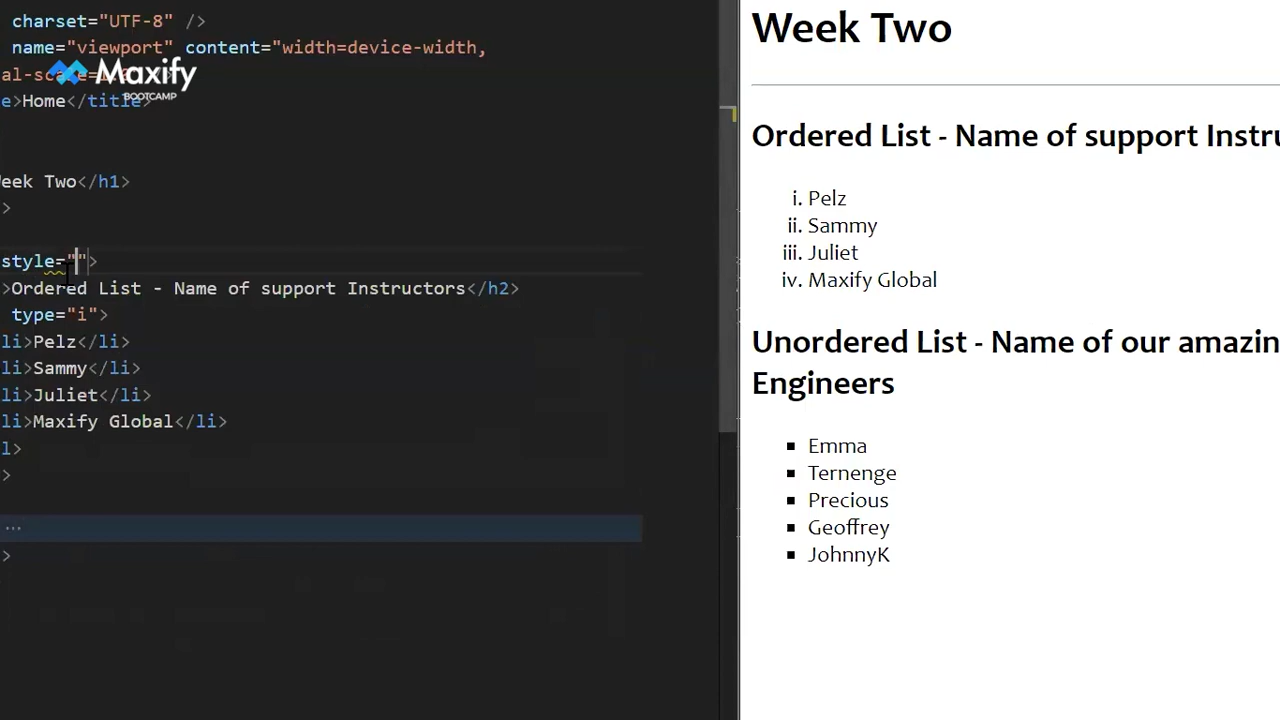 charset="UTF-8" />
name="viewport" content="width=device-width,
Maxify
BOOTCAMP
e>Home</title>
eek Two</h1>
>
style="">
>Ordered List - Name of support Instructors</h2>
type="i">
li>Pelz</li>
li>Sammy</li>
li>Juliet</li>
li>Maxify Global</li>
l>
>
...
>
Week Two
Ordered List - Name of support Instru
i. Pelz
ii. Sammy
iii. Juliet
iv. Maxify Global
Unordered List - Name of our amazin
Engineers
Emma
Ternenge
Precious
Geoffrey
JohnnyK